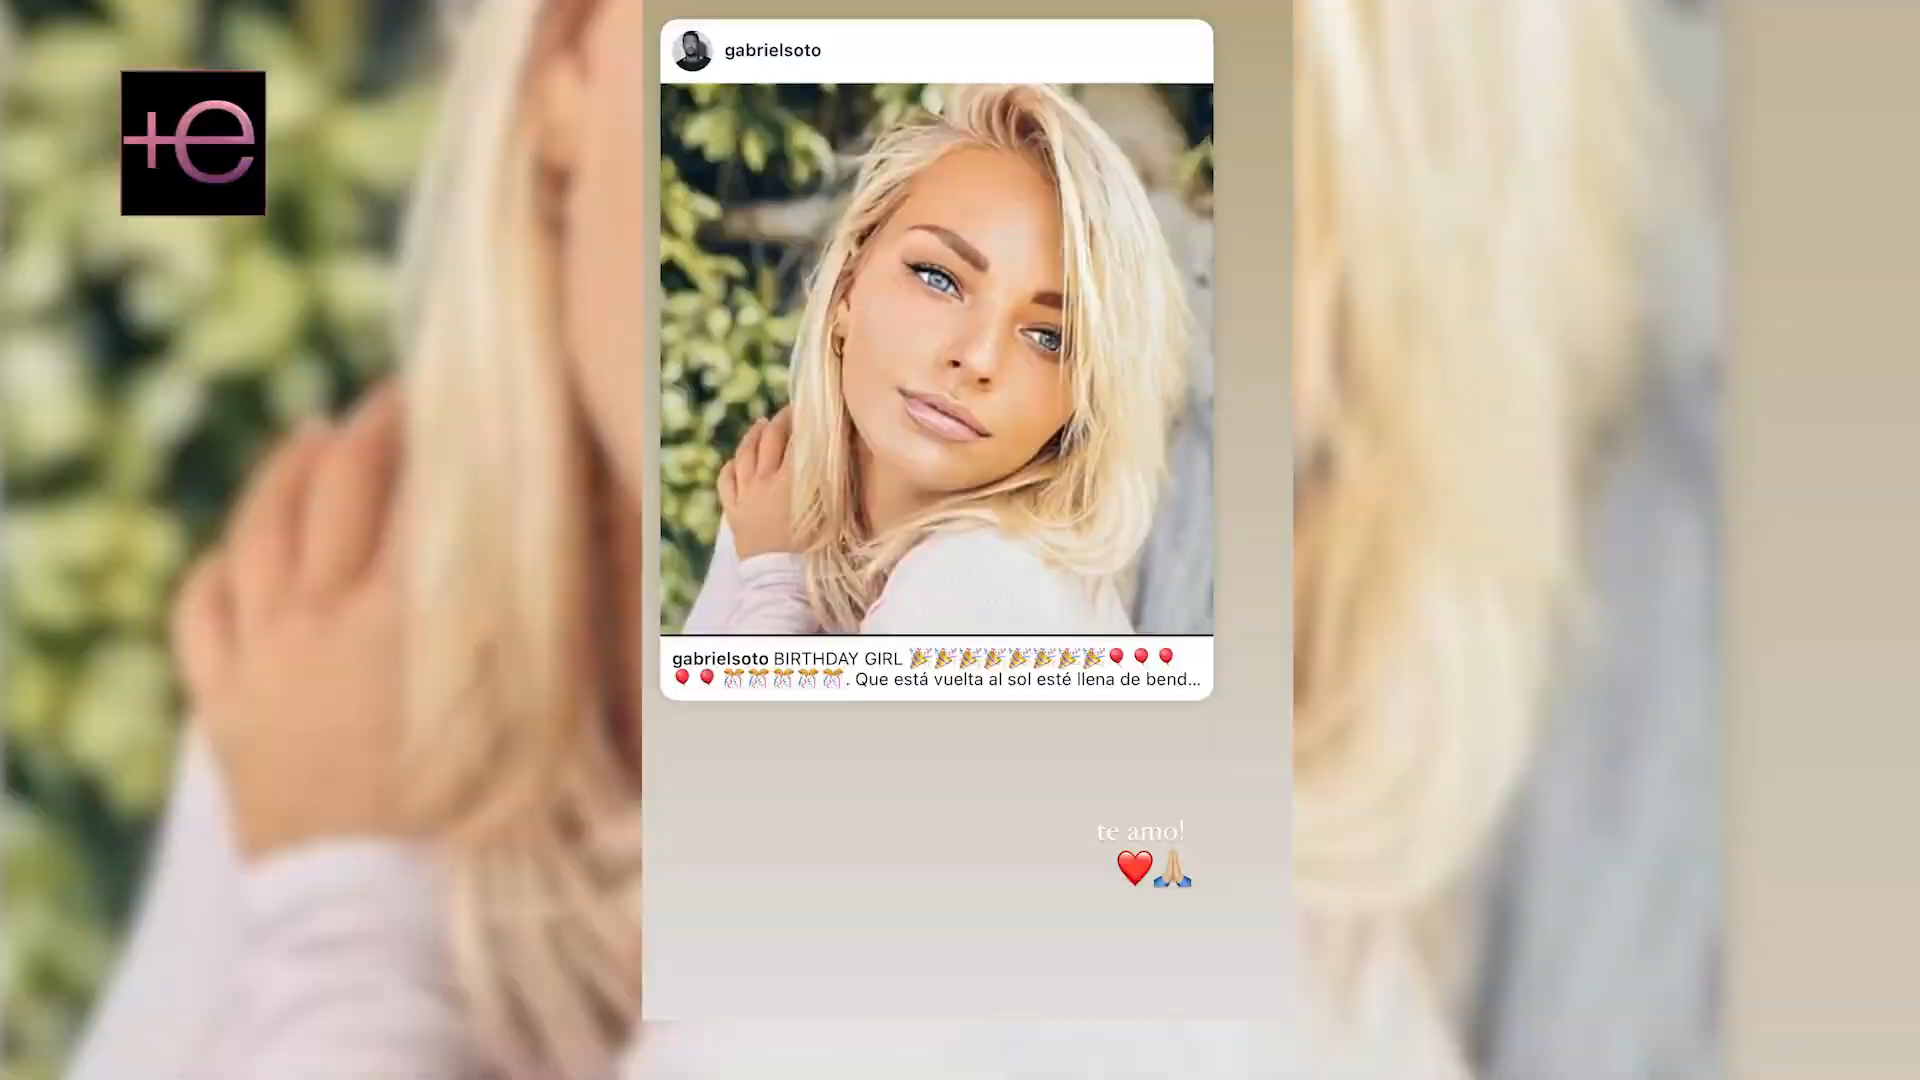 +e
gabrielsoto
gabrielsoto BIRTHDAY GIRL 🎉🎉🎉🎉🎉🎉🎉🎉🎈🎈🎈
🎈🎈🎊🎊🎊🎊🎊. Que está vuelta al sol esté llena de bend...
te amo!
❤️🙏🏼